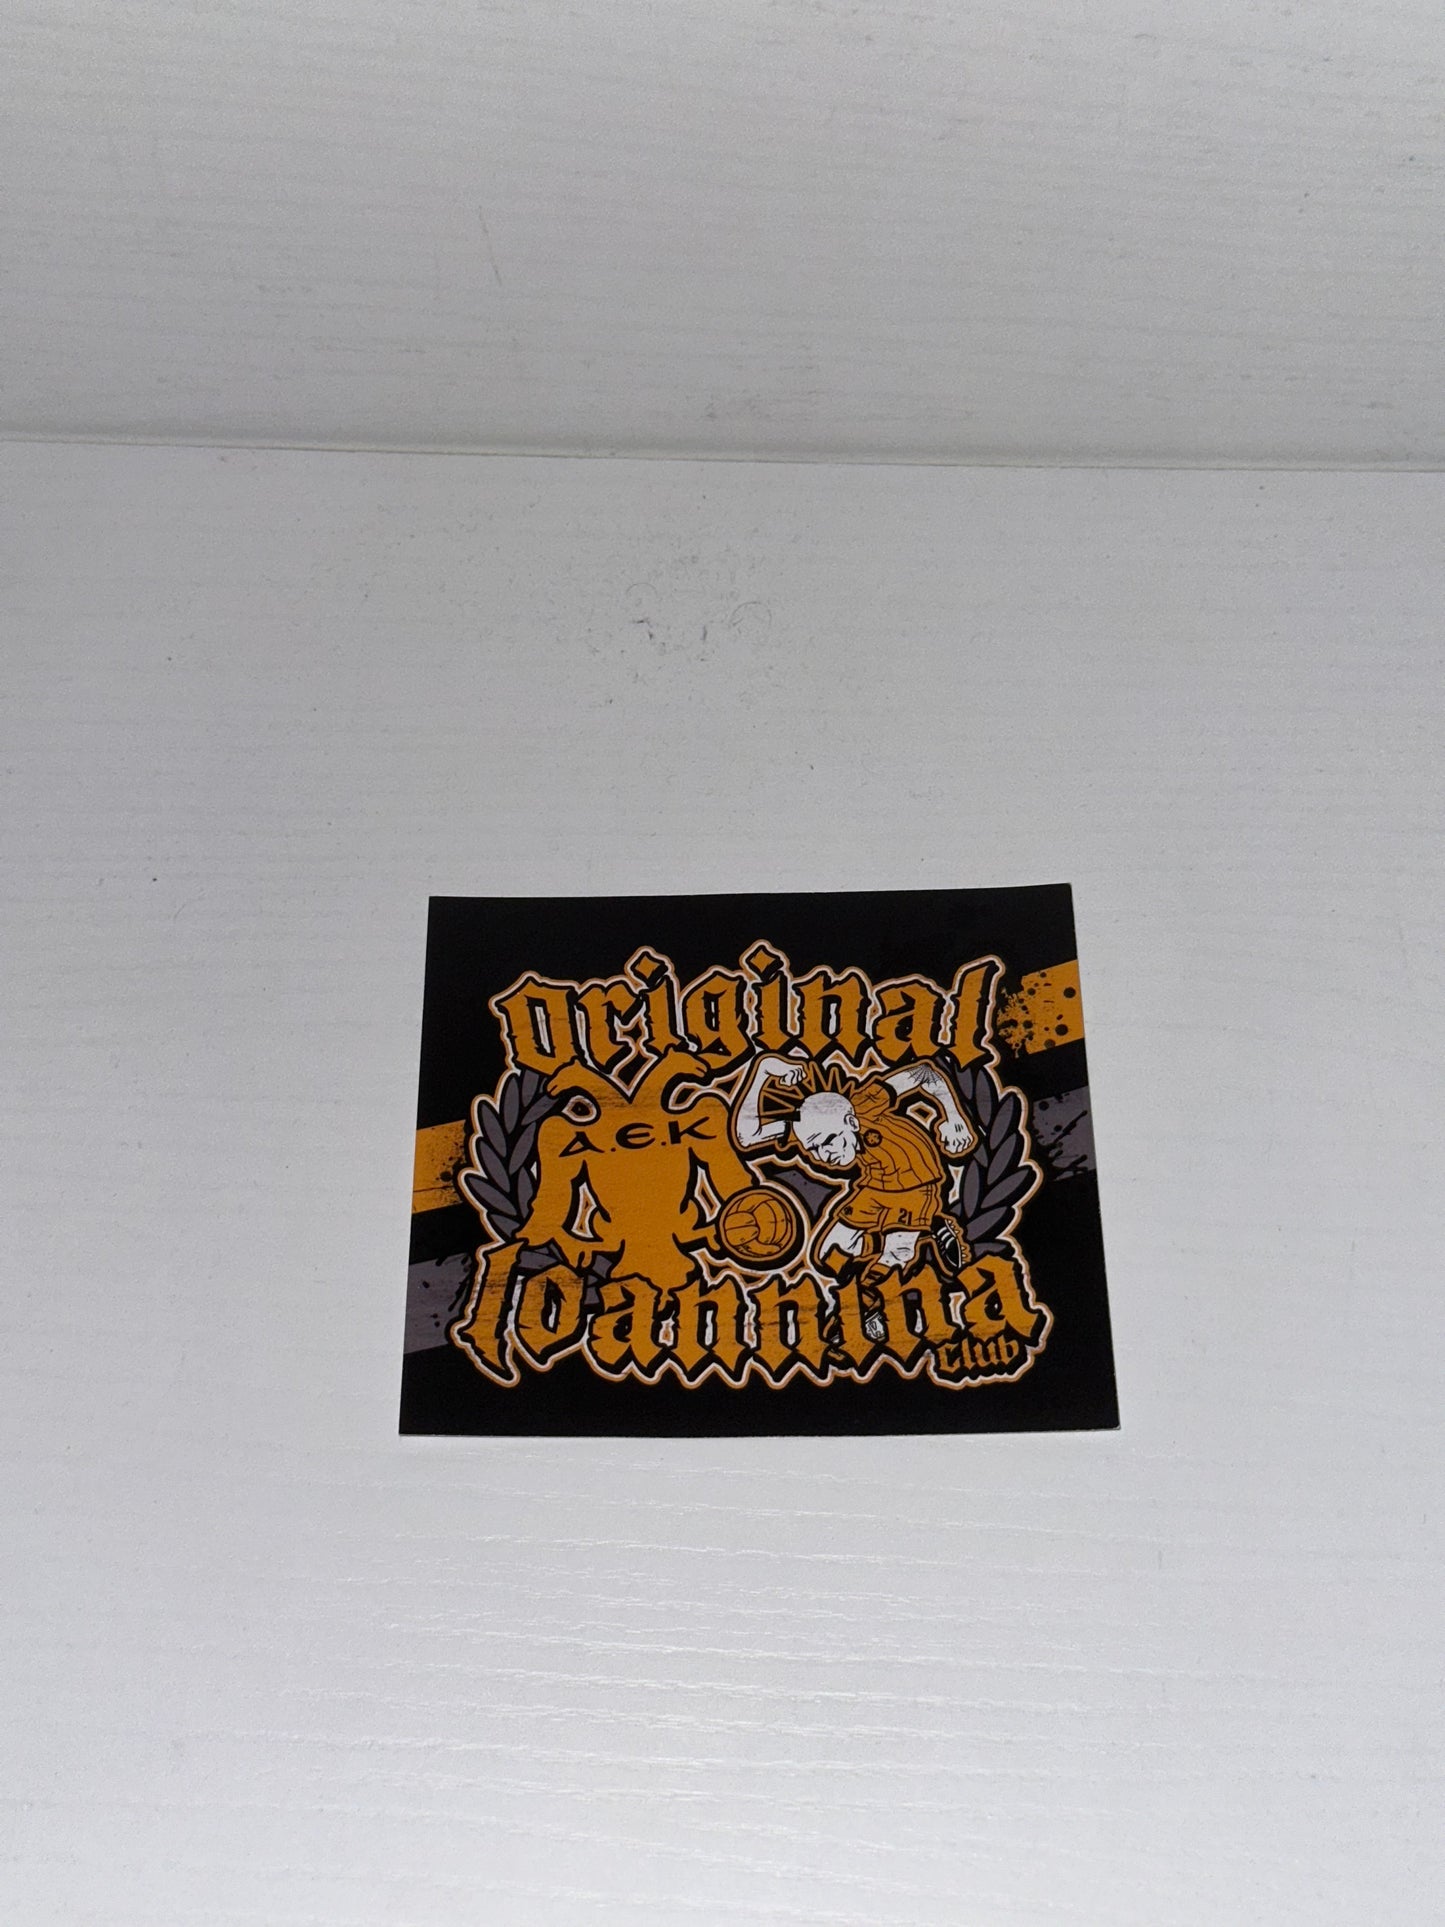 original
Α.Ε.Κ
21
Ioannina
club